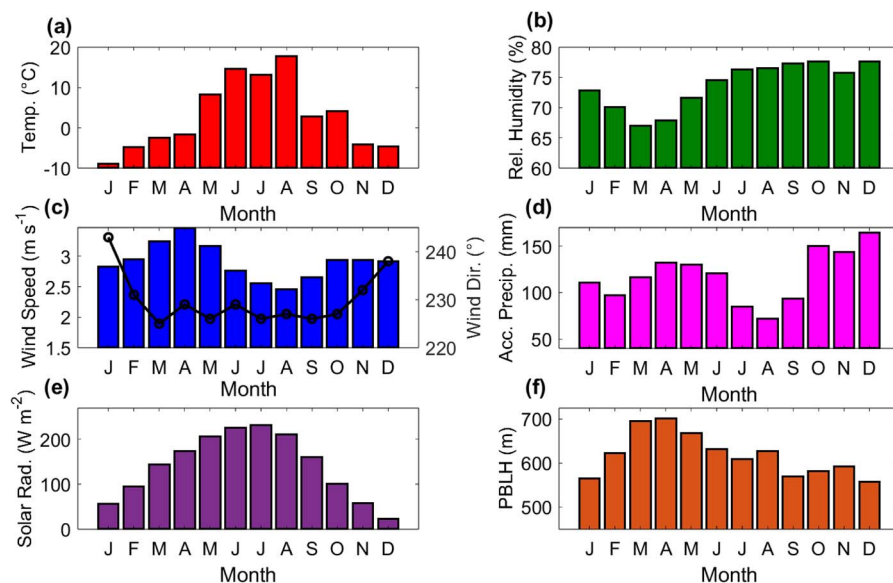 (a)
Temp. (°C)
20
10
0
-10
J F M A M J J A S O N D
Month
(b)
Rel. Humidity (%)
80
75
70
65
60
J F M A M J J A S O N D
Month
(c)
Wind Speed (m s⁻¹)
3
2.5
2
1.5
Wind Dir. (°)
240
230
220
J F M A M J J A S O N D
Month
(d)
Acc. Precip. (mm)
150
100
50
J F M A M J J A S O N D
Month
(e)
Solar Rad. (W m⁻²)
200
100
0
J F M A M J J A S O N D
Month
(f)
PBLH (m)
700
600
500
J F M A M J J A S O N D
Month